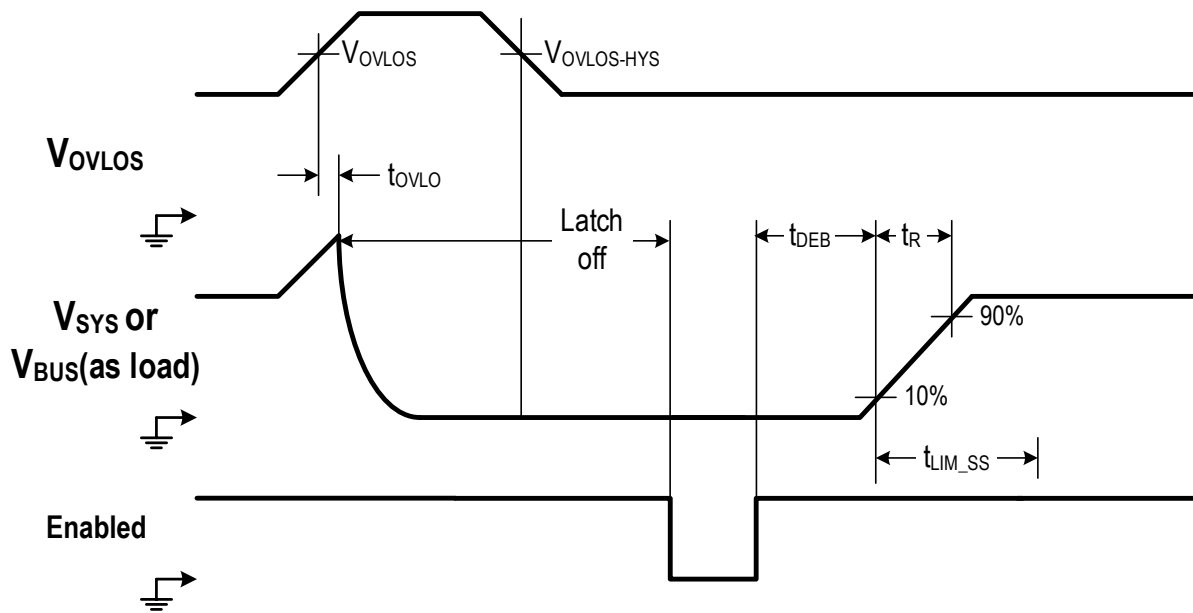 VOVLOS
VOVLOS-HYS
VOVLOS
tOVLO
Latch
off
tDEB
tR
VSYS or
VBUS(as load)
90%
10%
tLIM_SS
Enabled